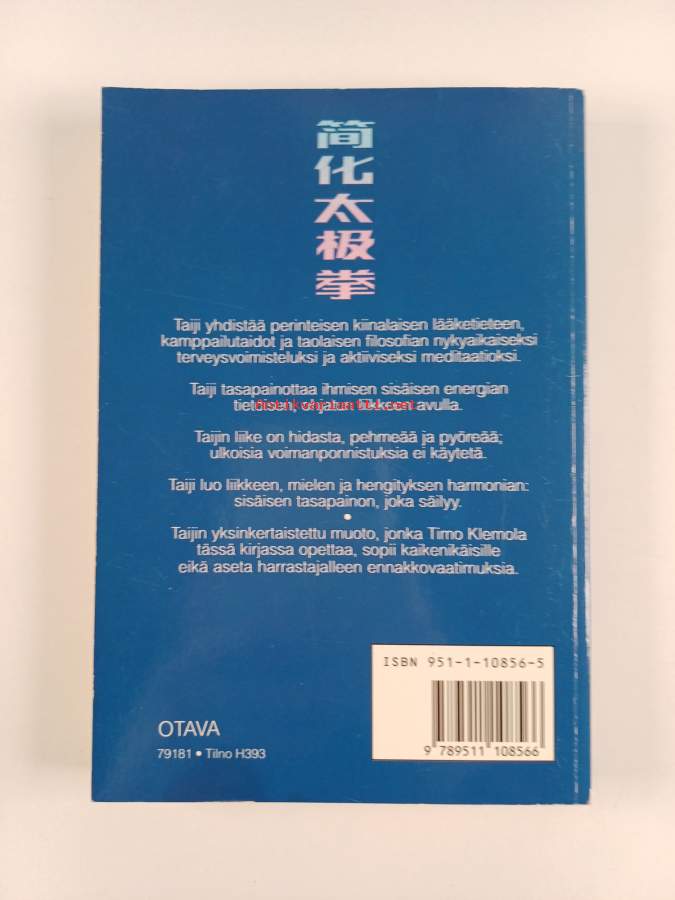 简化太极拳
Taiji yhdistää perinteisen kiinalaisen lääketieteen,
kamppailutaidot ja taolaisen filosofian nykyaikaiseksi
terveysvoimisteluksi ja aktiiviseksi meditaatioksi.
Taiji tasapainottaa ihmisen sisäisen energian
tietoisen, ohjatun liikkeen avulla.
Taijin liike on hidasta, pehmeää ja pyöreää;
ulkoisia voimanponnistuksia ei käytetä.
Taiji luo liikkeen, mielen ja hengityksen harmonian:
sisäisen tasapainon, joka säilyy.
•
Taijin yksinkertaistettu muoto, jonka Timo Klemola
tässä kirjassa opettaa, sopii kaikenikäisille
eikä aseta harrastajalleen ennakkovaatimuksia.
ISBN 951-1-10856-5
9 789511 108566
OTAVA
79181 • Tilno H393